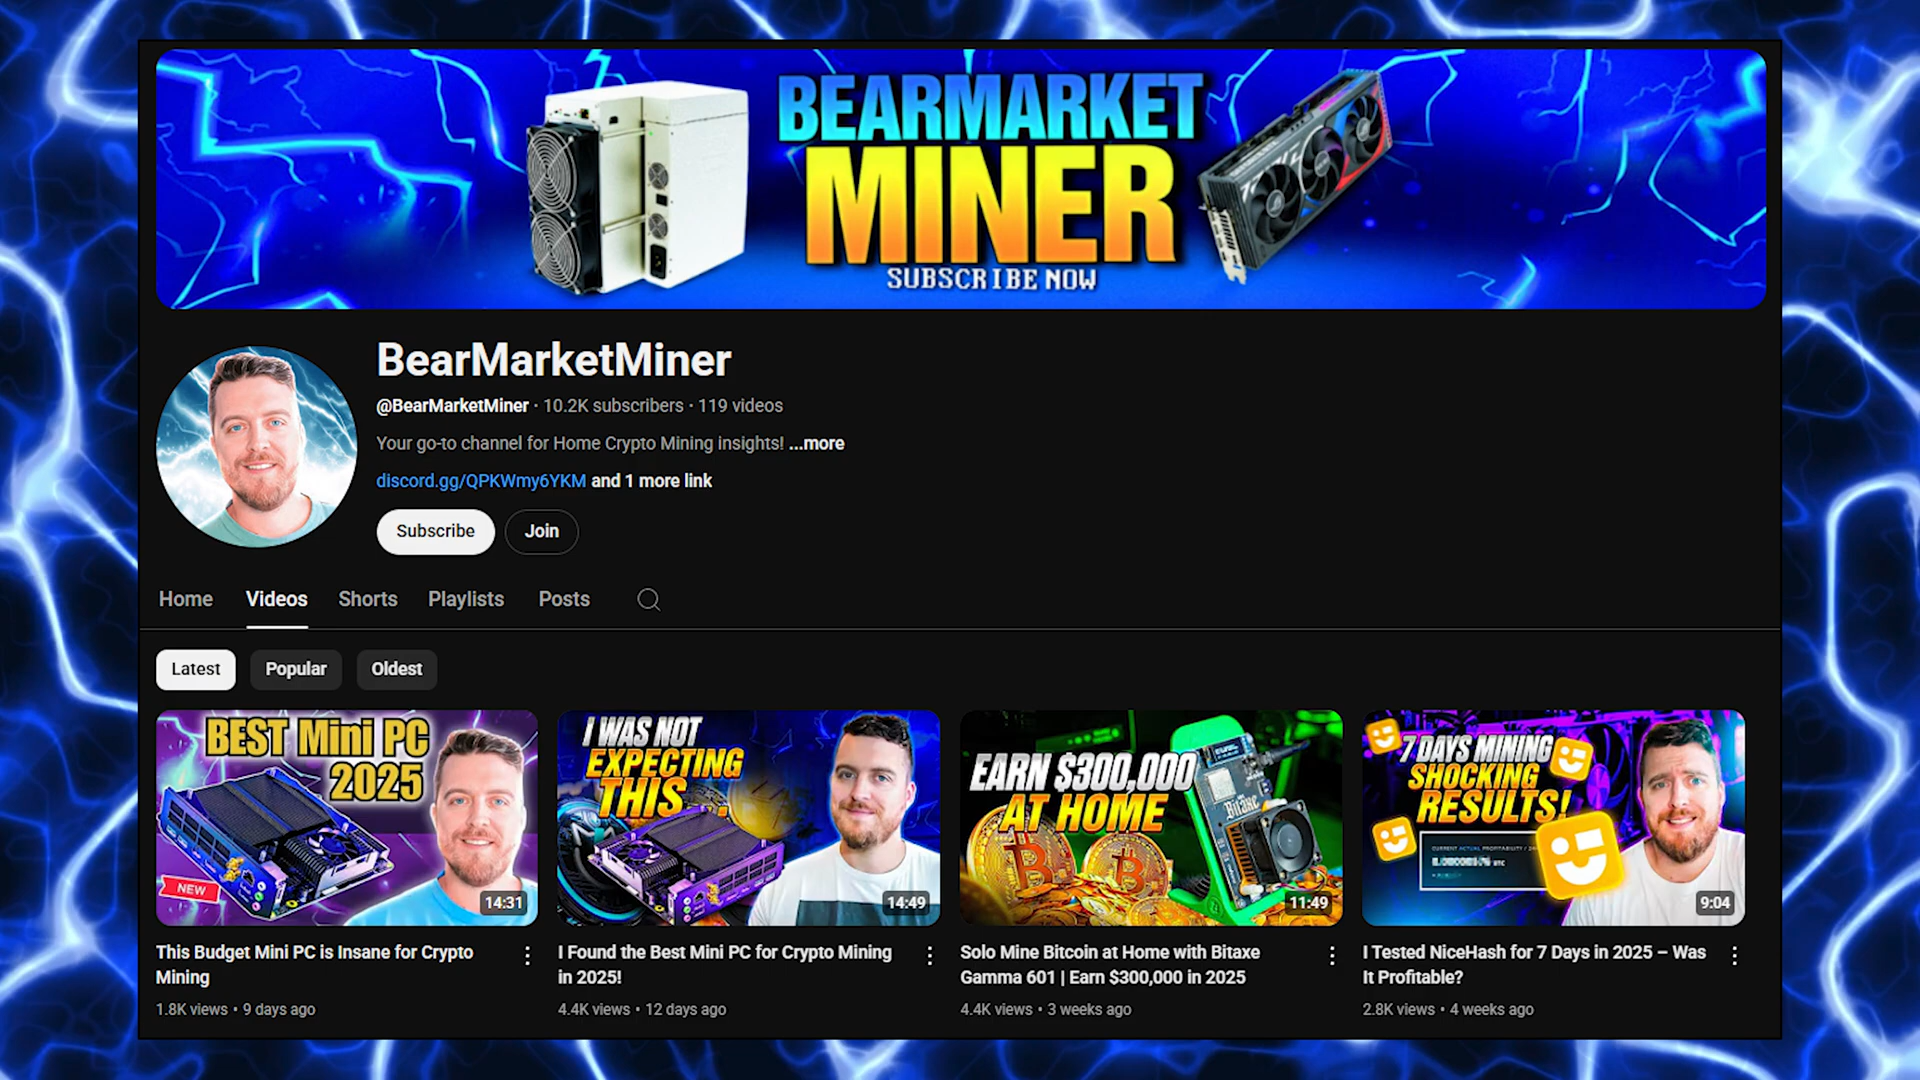 BEARMARKET
MINER
SUBSCRIBE NOW
BearMarketMiner
@BearMarketMiner · 10.2K subscribers · 119 videos
Your go-to channel for Home Crypto Mining insights! ...more
discord.gg/QPKWmy6YKM and 1 more link
Subscribe
Join
Home
Videos
Shorts
Playlists
Posts
Latest
Popular
Oldest
BEST Mini PC
2025
NEW
14:31
I WAS NOT
EXPECTING
THIS...
14:49
EARN $300,000
AT HOME
Bitaxe
11:49
7 DAYS MINING
SHOCKING
RESULTS!
CURRENT ACTUAL PROFITABILITY
9:04
This Budget Mini PC is Insane for Crypto
Mining
1.8K views • 9 days ago
I Found the Best Mini PC for Crypto Mining
in 2025!
4.4K views • 12 days ago
Solo Mine Bitcoin at Home with Bitaxe
Gamma 601 | Earn $300,000 in 2025
4.4K views • 3 weeks ago
I Tested NiceHash for 7 Days in 2025 – Was
It Profitable?
2.8K views • 4 weeks ago